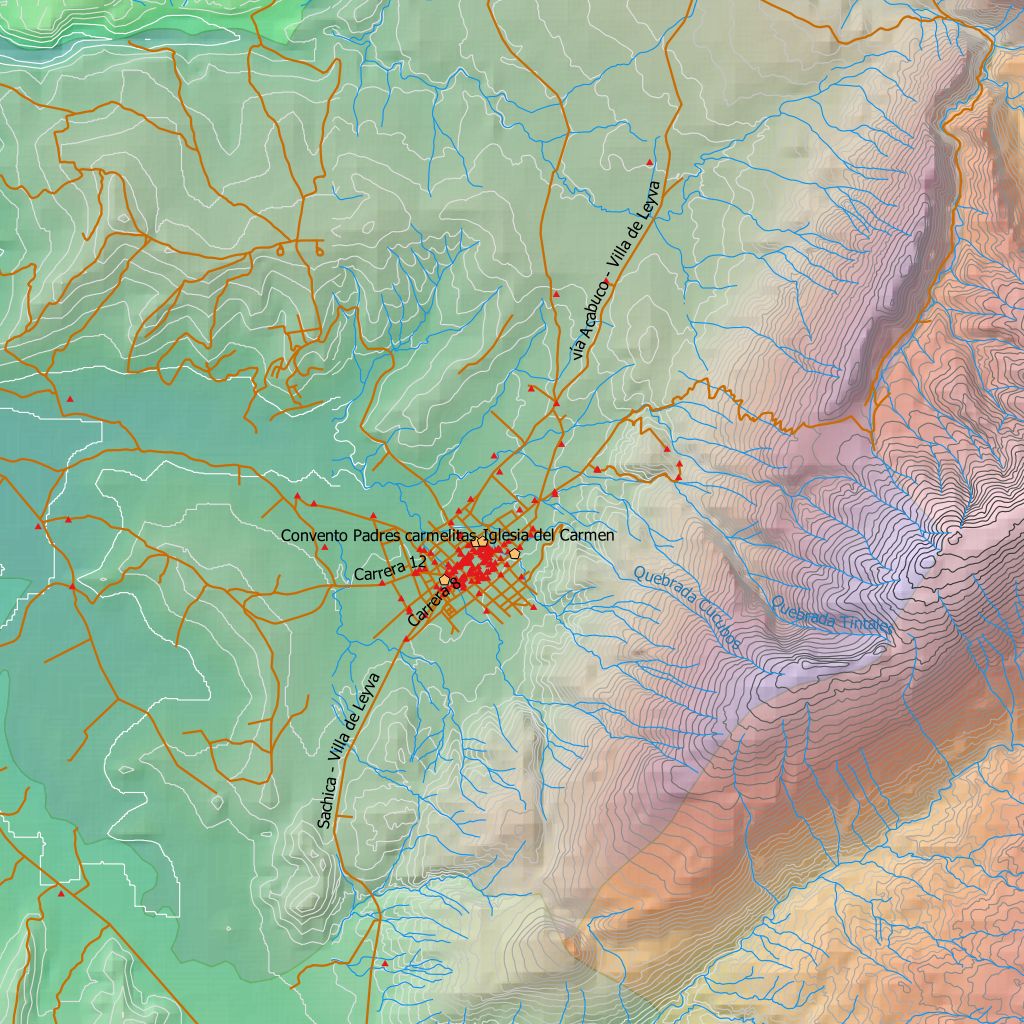 vía Acabuco - Villa de Leyva
Convento Padres carmelitas Iglesia del Carmen
Carrera 12
Carrera 8
Quebrada Cucubos
Quebrada Tintales
Sachica - Villa de Leyva